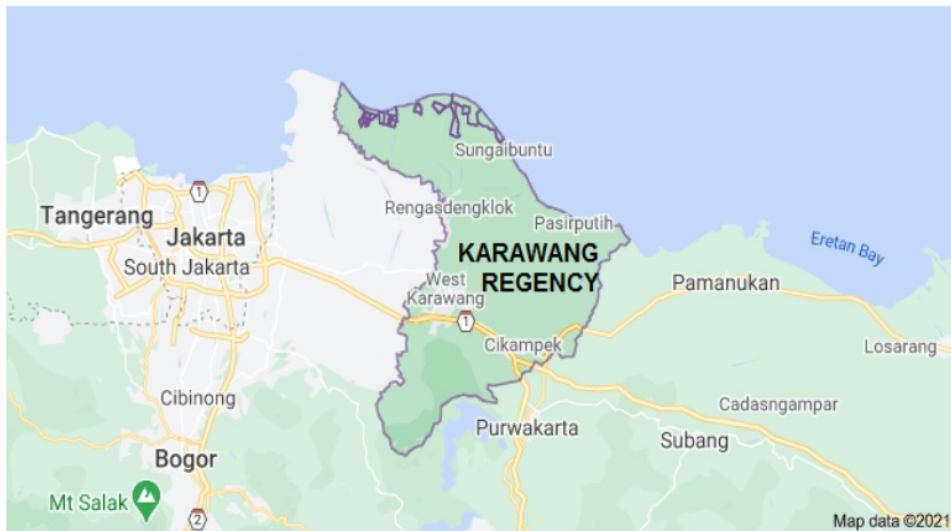 Sungaibuntu
1
Tangerang
Rengasdengklok
Pasirputih
Jakarta
Eretan Bay
South Jakarta
KARAWANG
REGENCY
West
Karawang
Pamanukan
1
Cikampek
Losarang
Cibinong
Cadasngampar
Purwakarta
Subang
Bogor
Mt Salak
2
Map data ©2021